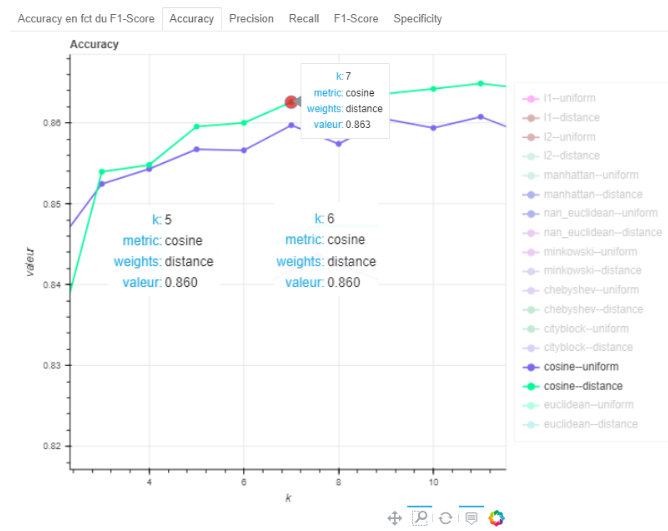 Accuracy en fct du F1-Score Accuracy Precision Recall F1-Score Specificity
Accuracy
k: 7
metric: cosine
weights: distance
valeur: 0.863
k: 5
metric: cosine
weights: distance
valeur: 0.860
k: 6
metric: cosine
weights: distance
valeur: 0.860
valeur
0.86
0.85
0.84
0.83
0.82
4 6 8 10
k
l1--uniform
l1--distance
l2--uniform
l2--distance
manhattan--uniform
manhattan--distance
nan_euclidean--uniform
nan_euclidean--distance
minkowski--uniform
minkowski--distance
chebyshev--uniform
chebyshev--distance
cityblock--uniform
cityblock--distance
cosine--uniform
cosine--distance
euclidean--uniform
euclidean--distance